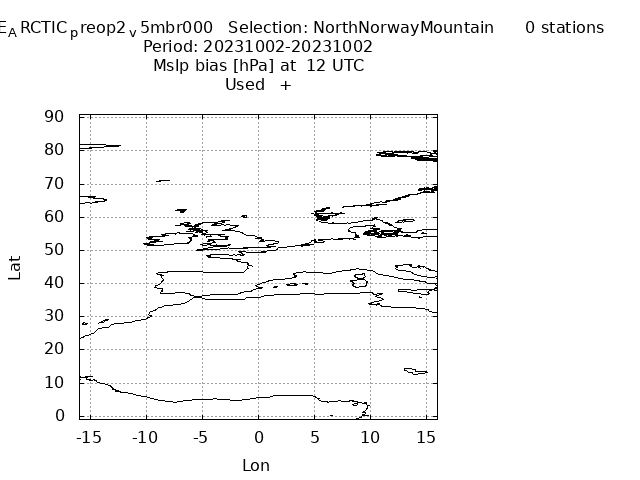 E_ARCTIC_preop2_v5mbr000 Selection: NorthNorwayMountain 0 stations
Period: 20231002-20231002
Mslp bias [hPa] at 12 UTC
Used +
90
80
70
60
50
40
30
20
10
0
Lat
-15 -10 -5 0 5 10 15
Lon